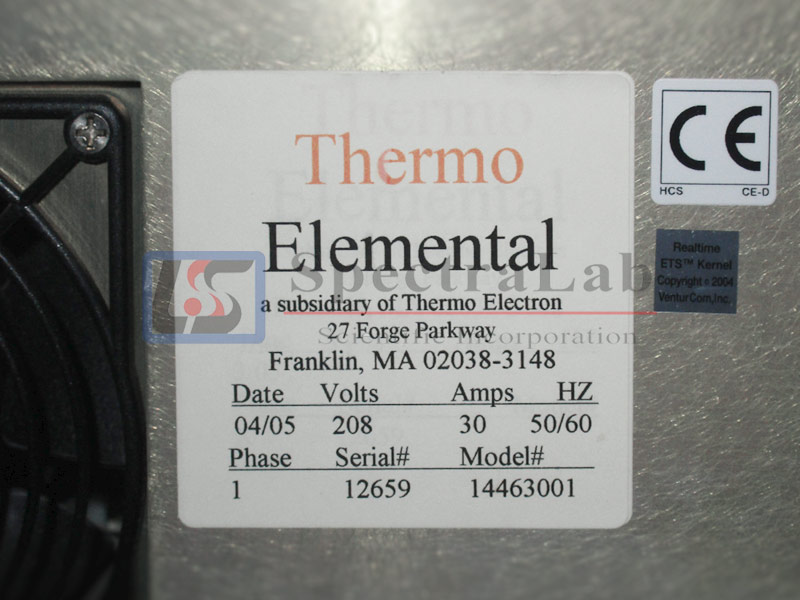 Thermo
Elemental
a subsidiary of Thermo Electron
27 Forge Parkway
Franklin, MA 02038-3148
Date Volts Amps HZ
04/05 208 30 50/60
Phase Serial# Model#
1 12659 14463001
CE
HCS CE-D
Realtime
ETS™ Kernel
Copyright © 2004
VenturCom, Inc.
LSS
SpectraLab
Scientific Incorporation